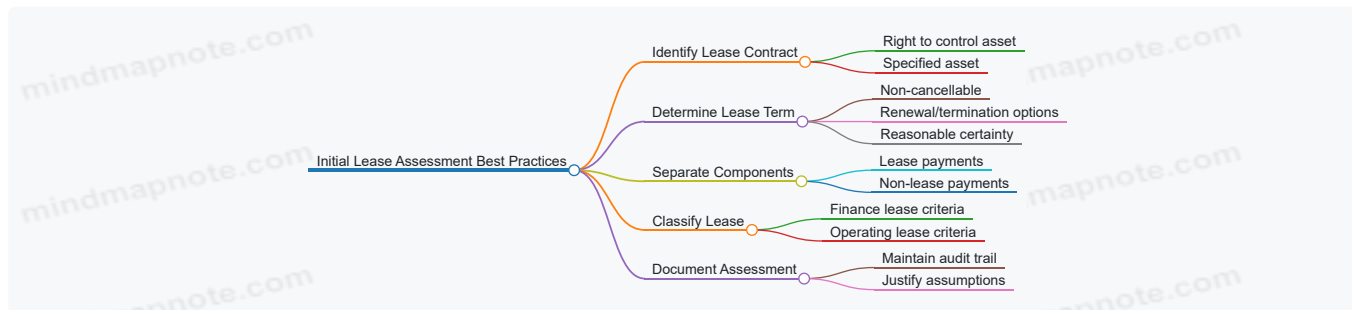 mindmapnote.com
mapnote.com
Initial Lease Assessment Best Practices
Identify Lease Contract
Right to control asset
Specified asset
Determine Lease Term
Non-cancellable
Renewal/termination options
Reasonable certainty
Separate Components
Lease payments
Non-lease payments
Classify Lease
Finance lease criteria
Operating lease criteria
Document Assessment
Maintain audit trail
Justify assumptions
mindmapnote.com
mapnote.com
mindmapnote.com
mapnote.com